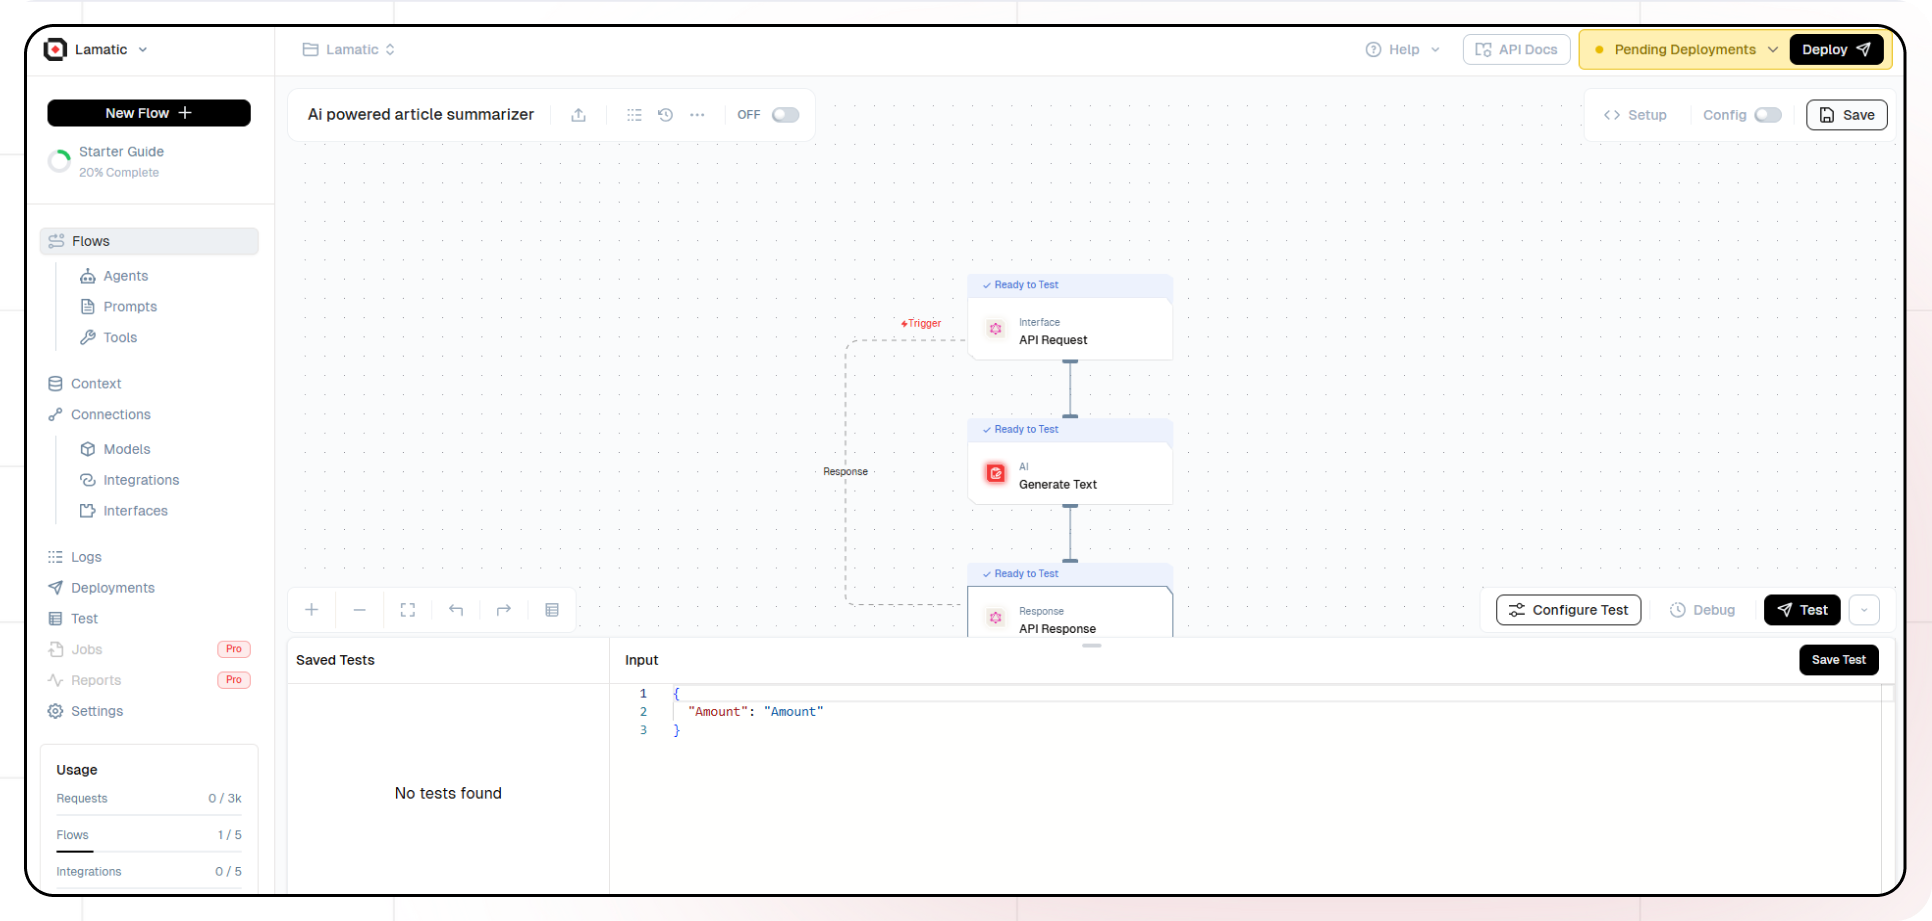 Lamatic
Lamatic
Help
API Docs
Pending Deployments
Deploy
New Flow
Starter Guide
20% Complete
Ai powered article summarizer
OFF
Setup
Config
Save
Flows
Agents
Prompts
Tools
Context
Connections
Models
Integrations
Interfaces
Logs
Deployments
Test
Jobs Pro
Reports Pro
Settings
Usage
Requests 0 / 3k
Flows 1 / 5
Integrations 0 / 5
Ready to Test
Trigger
Interface
API Request
Ready to Test
AI
Generate Text
Response
Ready to Test
Response
API Response
Configure Test
Debug
Test
Saved Tests
No tests found
Input
Save Test
1 {
2 "Amount": "Amount"
3 }